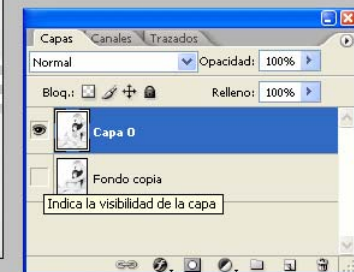 Capas Canales Trazados
Normal Opacidad: 100%
Bloq.: Relleno: 100%
Capa 0
Fondo copia
Indica la visibilidad de la capa